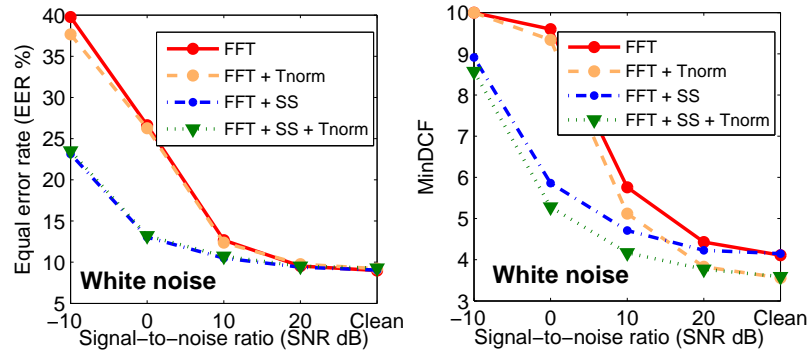 40
35
30
25
20
15
10
5
Equal error rate (EER %)
FFT
FFT + Tnorm
FFT + SS
FFT + SS + Tnorm
White noise
−10 0 10 20 Clean
Signal−to−noise ratio (SNR dB)
10
9
8
7
6
5
4
3
MinDCF
FFT
FFT + Tnorm
FFT + SS
FFT + SS + Tnorm
White noise
−10 0 10 20 Clean
Signal−to−noise ratio (SNR dB)